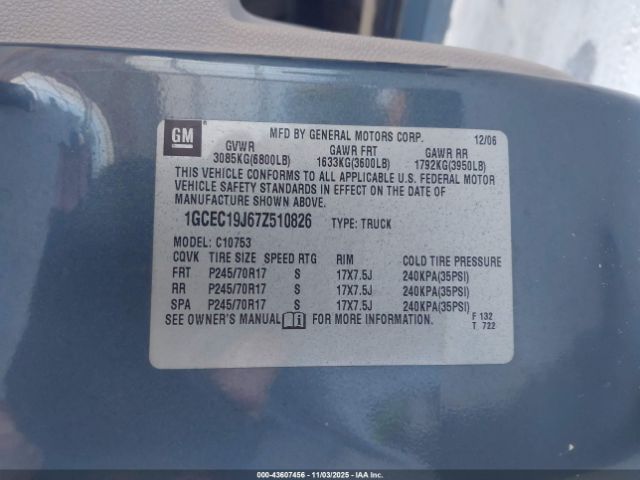 GM
MFD BY GENERAL MOTORS CORP. 12/06
GVWR GAWR FRT GAWR RR
3085KG(6800LB) 1633KG(3600LB) 1792KG(3950LB)
THIS VEHICLE CONFORMS TO ALL APPLICABLE U.S. FEDERAL MOTOR
VEHICLE SAFETY STANDARDS IN EFFECT ON THE DATE OF
MANUFACTURE SHOWN ABOVE.
1GCEC19J67Z510826 TYPE: TRUCK
MODEL: C10753
CQVK TIRE SIZE SPEED RTG RIM COLD TIRE PRESSURE
FRT P245/70R17 S 17X7.5J 240KPA(35PSI)
RR P245/70R17 S 17X7.5J 240KPA(35PSI)
SPA P245/70R17 S 17X7.5J 240KPA(35PSI)
SEE OWNER'S MANUAL FOR MORE INFORMATION. F 132
T 722
000-43607456 - 11/03/2025 - IAAI.COM